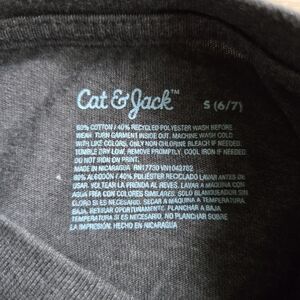 Cat & Jack™
S (6/7)
60% COTTON / 40% RECYCLED POLYESTER WASH BEFORE
WEAR. TURN GARMENT INSIDE OUT. MACHINE WASH COLD
WITH LIKE COLORS. ONLY NON CHLORINE BLEACH IF NEEDED.
TUMBLE DRY LOW. REMOVE PROMPTLY. COOL IRON IF NEEDED.
DO NOT IRON ON PRINT.
MADE IN NICARAGUA RN17730 VN1042702
60% ALGODÓN / 40% POLIÉSTER RECICLADO LAVAR ANTES DE
USAR. VOLTEAR LA PRENDA AL REVÉS. LAVAR A MÁQUINA CON
AGUA FRÍA CON COLORES SIMILARES. SOLO BLANQUEADOR SIN
CLORO SI ES NECESARIO. SECAR A MÁQUINA A TEMPERATURA
BAJA. RETIRAR OPORTUNAMENTE. PLANCHAR A BAJA
TEMPERATURA SI ES NECESARIO. NO PLANCHAR SOBRE
LA IMPRESIÓN. HECHO EN NICARAGUA